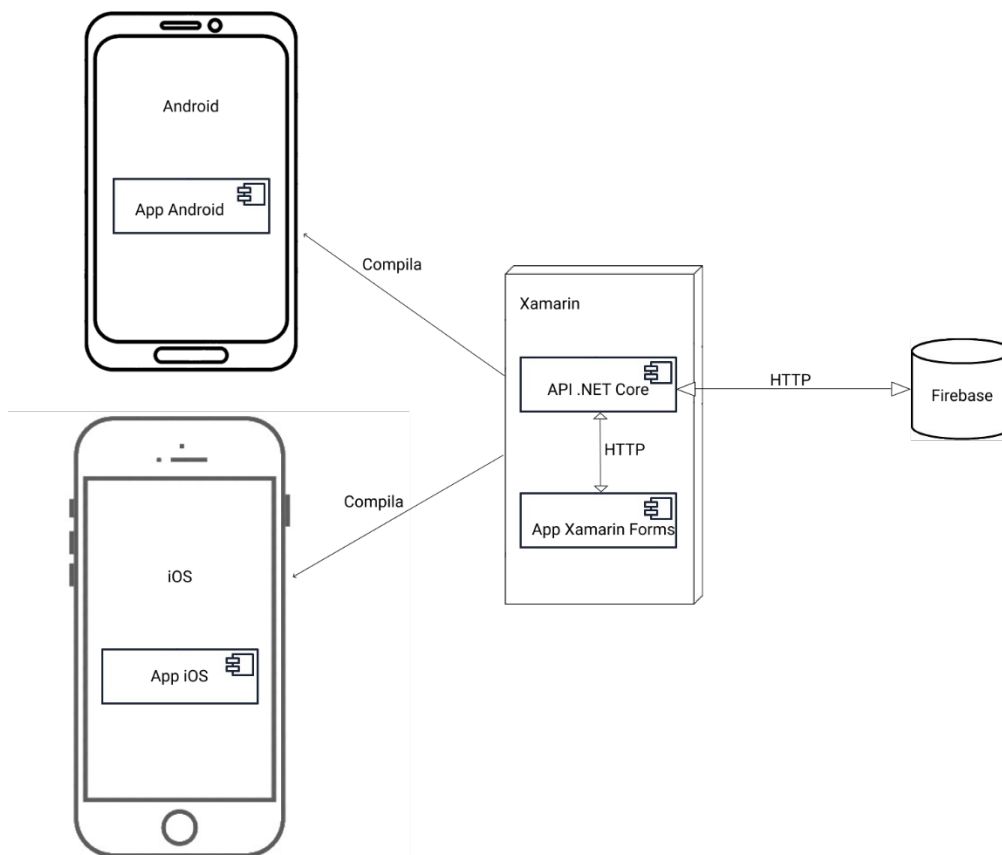 Android
App Android
Compila
Xamarin
API .NET Core
HTTP
Firebase
HTTP
App Xamarin Forms
Compila
iOS
App iOS